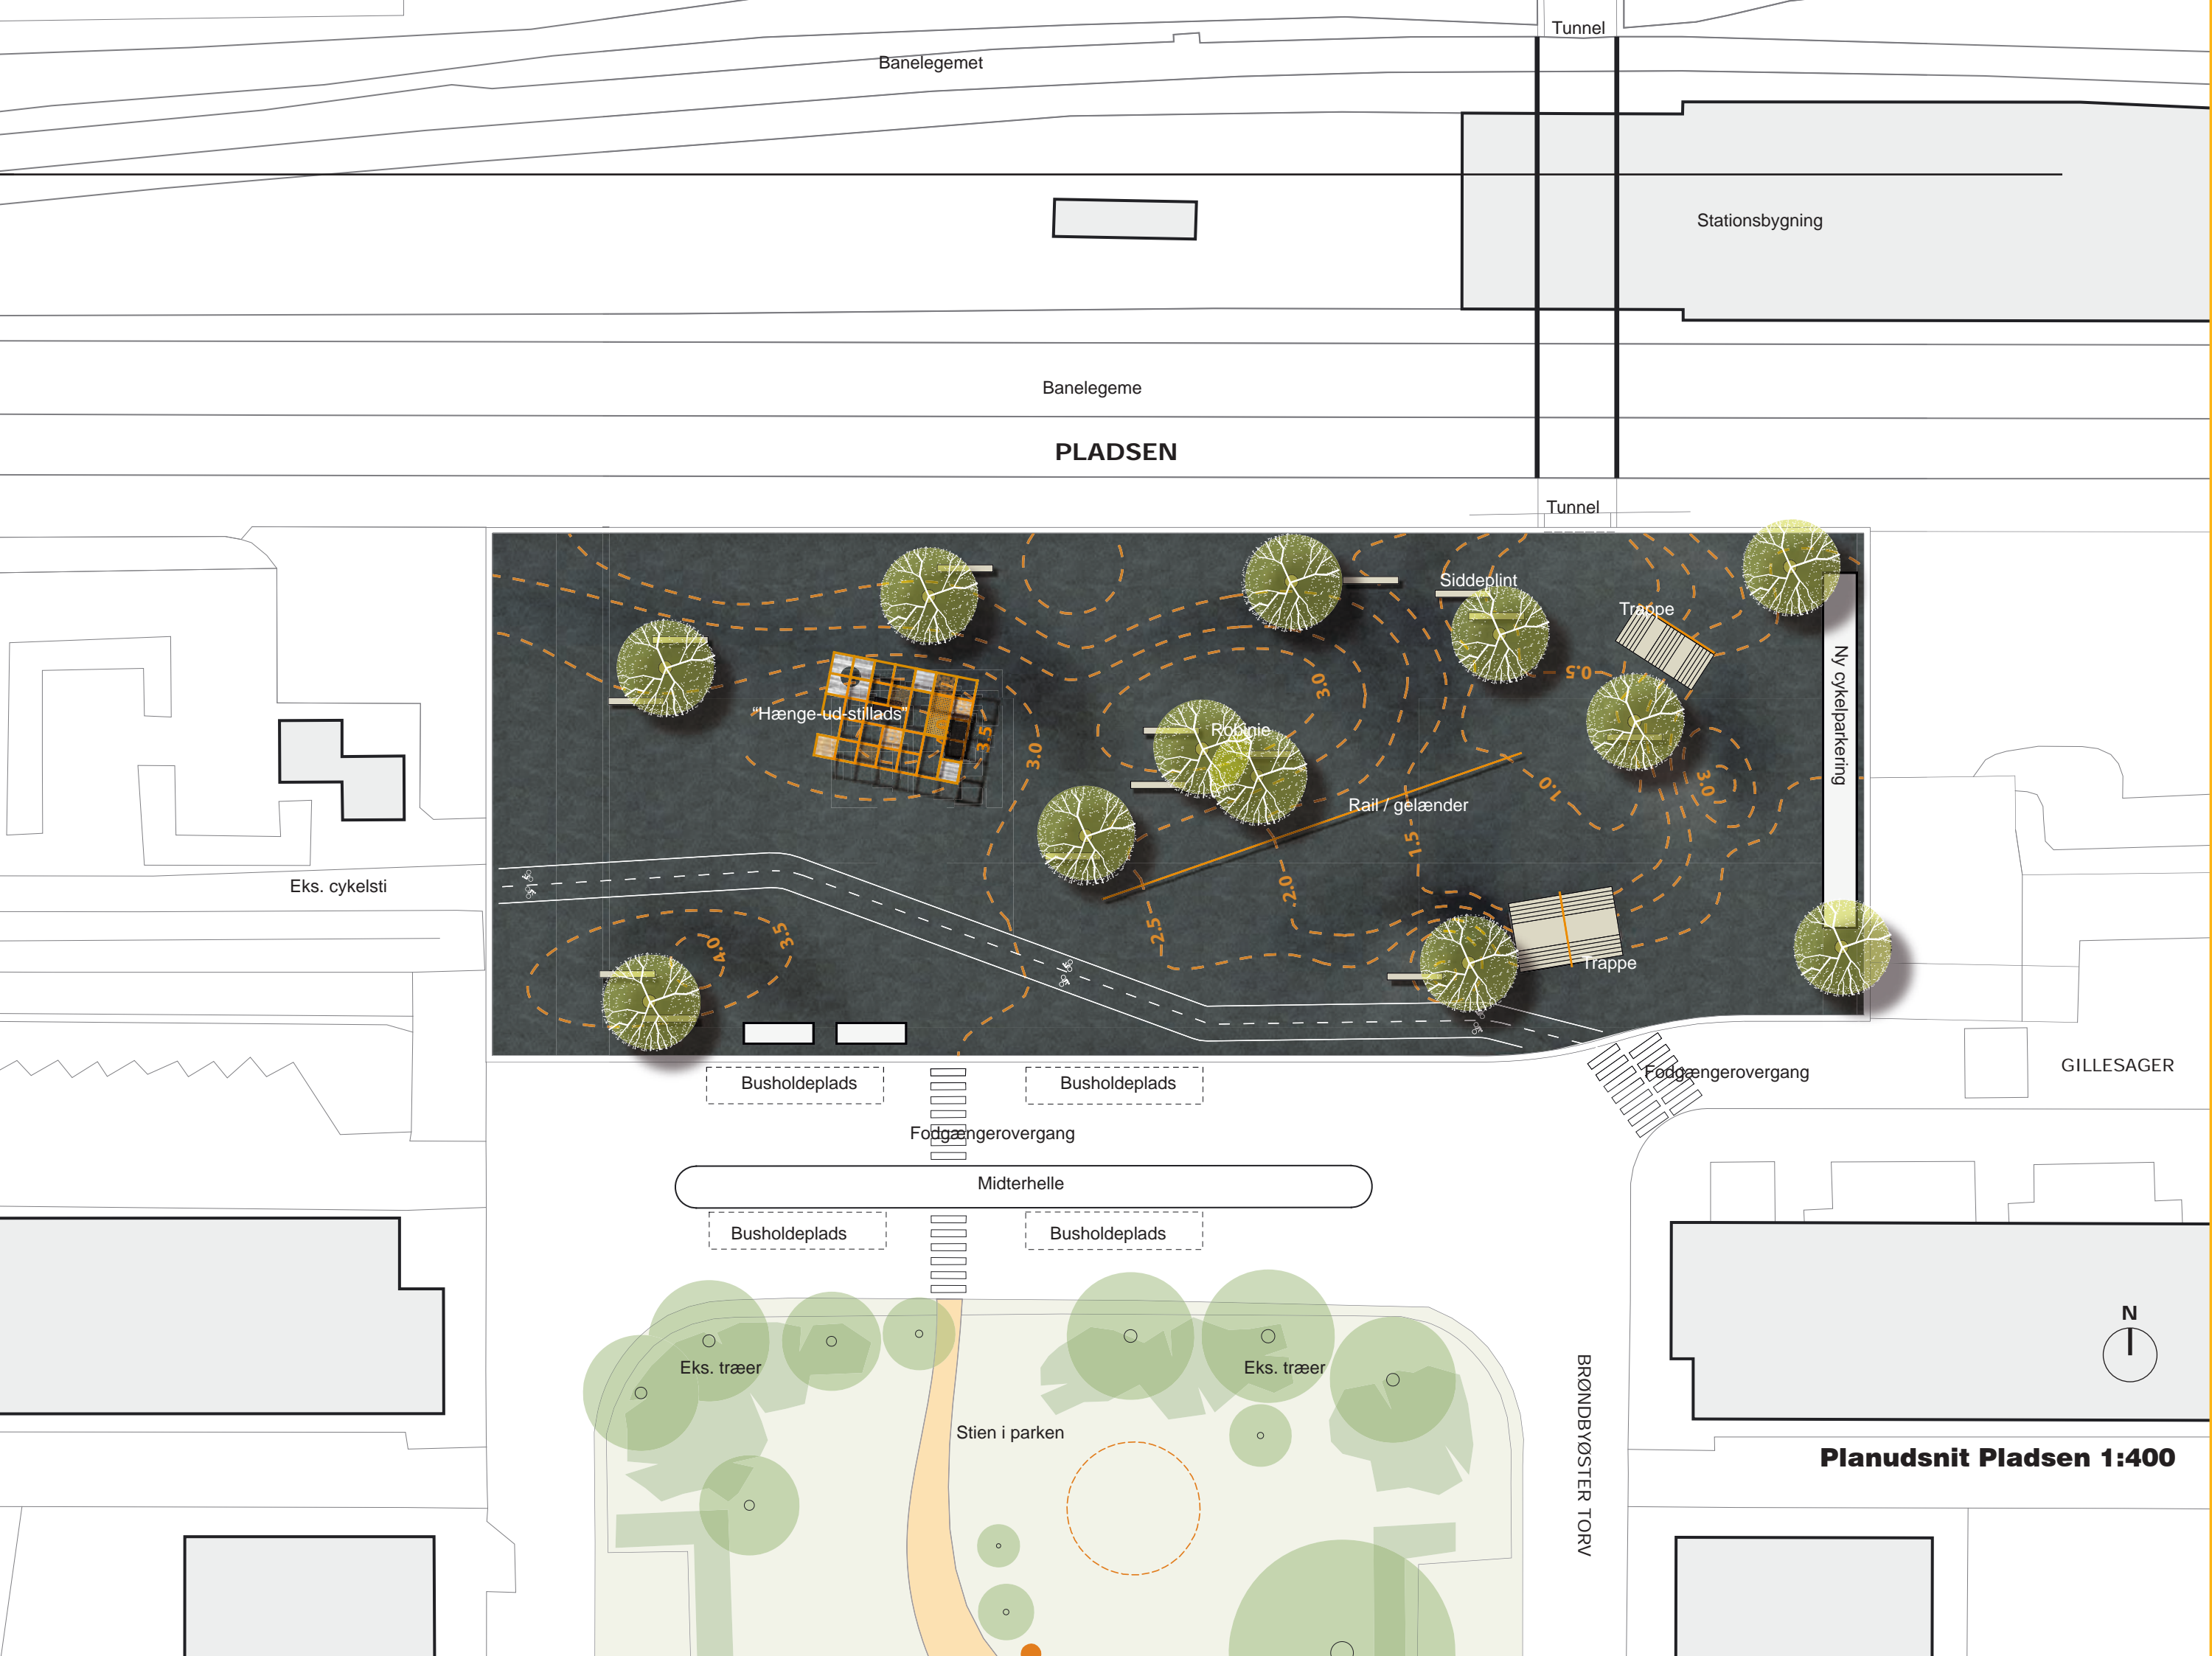 Tunnel
Banelegemet
Stationsbygning
Banelegeme
PLADSEN
Tunnel
Siddeplint
Trappe
Ny cykelparkering
0.5
3.0
“Hænge-ud-stillads”
Robinie
3.5
3.0
1.0
3.0
Rail / gelænder
1.5
2.0
2.5
Eks. cykelsti
4.0
3.5
Trappe
Fodgængerovergang
GILLESAGER
Busholdeplads
Busholdeplads
Fodgængerovergang
Midterhelle
Busholdeplads
Busholdeplads
N
Eks. træer
Eks. træer
Stien i parken
BRØNDBYØSTER TORV
Planudsnit Pladsen 1:400